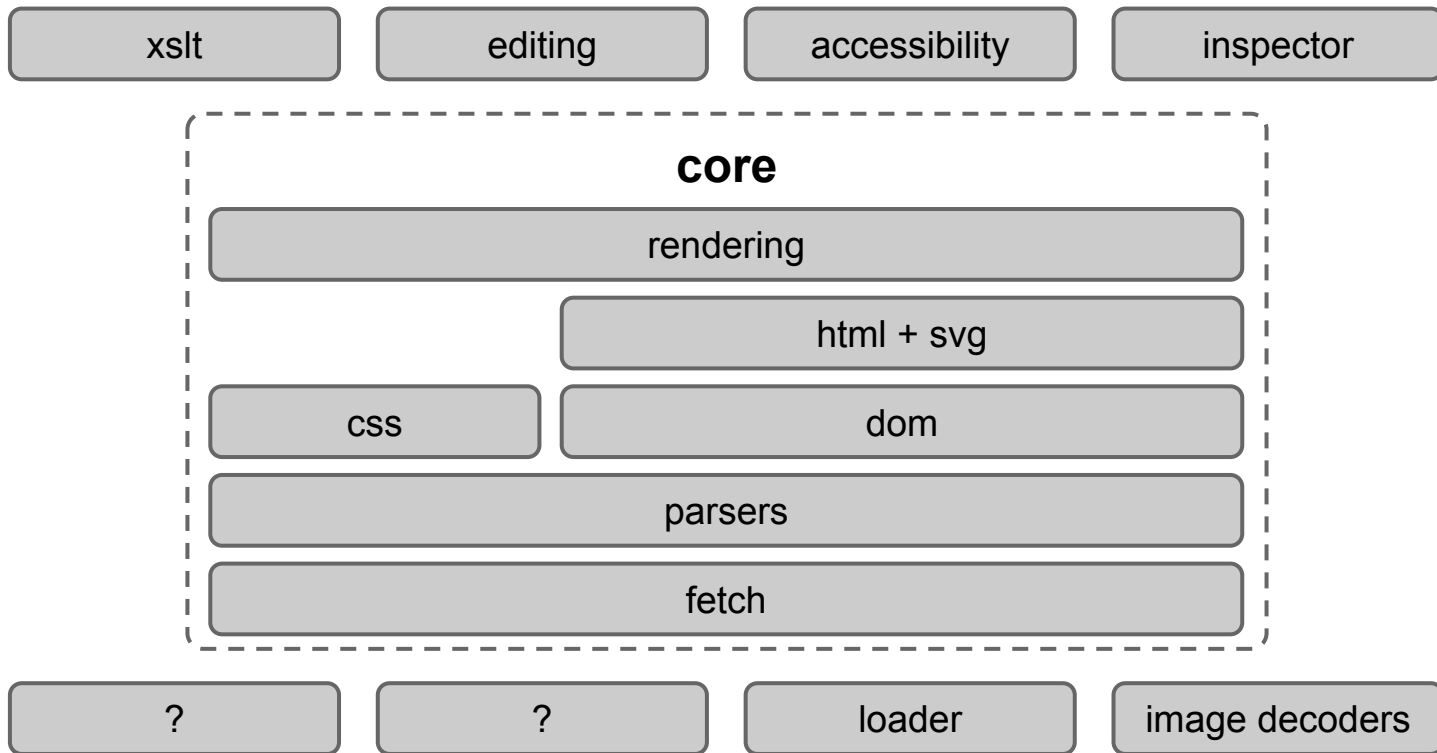 xslt
editing
accessibility
inspector
core
rendering
html + svg
css
dom
parsers
fetch
?
?
loader
image decoders